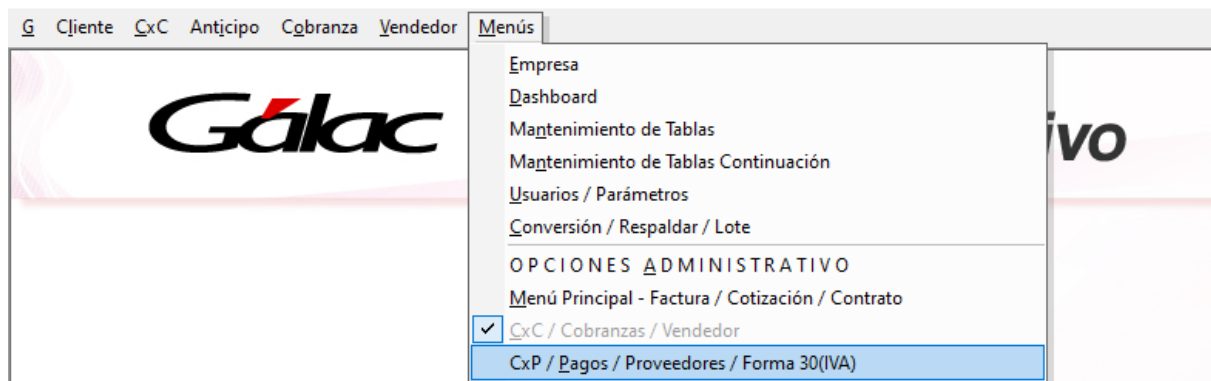 G Cliente CxC Anticipo Cobranza Vendedor Menús
Gálac
ivo
Empresa
Dashboard
Mantenimiento de Tablas
Mantenimiento de Tablas Continuación
Usuarios / Parámetros
Conversión / Respaldar / Lote
OPCIONES ADMINISTRATIVO
Menú Principal - Factura / Cotización / Contrato
CxC / Cobranzas / Vendedor
CxP / Pagos / Proveedores / Forma 30(IVA)